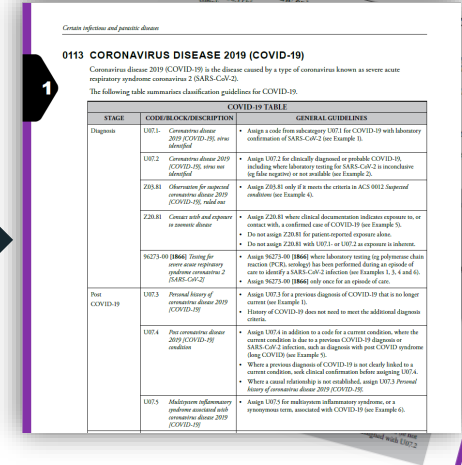 Certain infectious and parasitic diseases
1
0113 CORONAVIRUS DISEASE 2019 (COVID-19)
Coronavirus disease 2019 (COVID-19) is the disease caused by a type of coronavirus known as severe acute
respiratory syndrome coronavirus 2 (SARS-CoV-2).
The following table summarises classification guidelines for COVID-19.
COVID-19 TABLE
STAGE CODE/BLOCK/DESCRIPTION GENERAL GUIDELINES
Diagnosis
U07.1- Coronavirus disease
2019 [COVID-19], virus
identified
• Assign a code from subcategory U07.1 for COVID-19 with laboratory
confirmation of SARS-CoV-2 (see Example 1).
U07.2 Coronavirus disease 2019
[COVID-19], virus not
identified
• Assign U07.2 for clinically diagnosed or probable COVID-19,
including where laboratory testing for SARS-CoV-2 is inconclusive
(eg false negative) or not available (see Example 2).
Z03.81 Observation for suspected
coronavirus disease 2019
[COVID-19], ruled out
• Assign Z03.81 only if it meets the criteria in ACS 0012 Suspected
conditions (see Example 4).
Z20.81 Contact with and exposure
to zoonotic disease
• Assign Z20.81 where clinical documentation indicates exposure to, or
contact with, a confirmed case of COVID-19 (see Example 5).
• Do not assign Z20.81 for patient-reported exposure alone.
• Do not assign Z20.81 with U07.1- or U07.2 as exposure is inherent.
96273-00 [1866] Testing for
severe acute respiratory
syndrome coronavirus 2
[SARS-CoV-2]
• Assign 96273-00 [1866] where laboratory testing (eg polymerase chain
reaction (PCR), serology) has been performed during an episode of
care to identify a SARS-CoV-2 infection (see Examples 1, 3, 4 and 6).
• Assign 96273-00 [1866] only once for an episode of care.
Post
COVID-19
U07.3 Personal history of
coronavirus disease 2019
[COVID-19]
• Assign U07.3 for a previous diagnosis of COVID-19 that is no longer
current (see Example 1).
• History of COVID-19 does not need to meet the additional diagnosis
criteria.
U07.4 Post coronavirus disease
2019 [COVID-19]
condition
• Assign U07.4 in addition to a code for a current condition, where the
current condition is due to a previous COVID-19 diagnosis or
SARS-CoV-2 infection, such as diagnosis with post COVID syndrome
(long COVID) (see Example 5).
• Where a previous diagnosis of COVID-19 is not clearly linked to a
current condition, seek clinical confirmation before assigning U07.4.
• Where a causal relationship is not established, assign U07.3 Personal
history of coronavirus disease 2019 [COVID-19].
U07.5 Multisystem inflammatory
syndrome associated with
coronavirus disease 2019
[COVID-19]
• Assign U07.5 for multisystem inflammatory syndrome, or a
synonymous term, associated with COVID-19 (see Example 6).
with U07.2